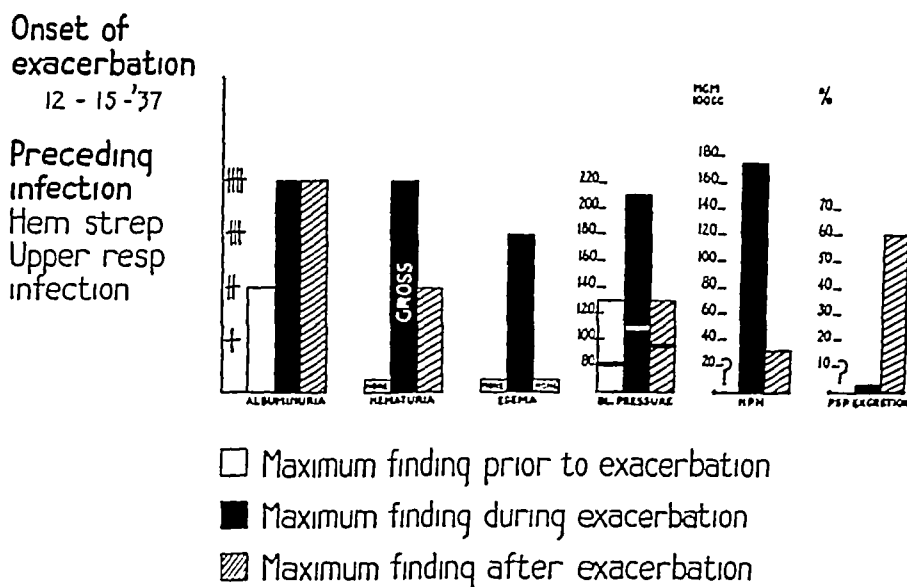 Onset of
exacerbation
12 - 15 -'37
Preceding
infection
Hem strep
Upper resp
infection
++++
+++
++
+
ALBUMINURIA
NONE
GROSS
HEMATURIA
NONE
NONE
EDEMA
220
200
180
160
140
120
100
80
BL. PRESSURE
MGM
100CC
180
160
140
120
100
80
60
40
20
?
NPN
%
70
60
50
40
30
20
10
?
PSP EXCRETION
Maximum finding prior to exacerbation
Maximum finding during exacerbation
Maximum finding after exacerbation